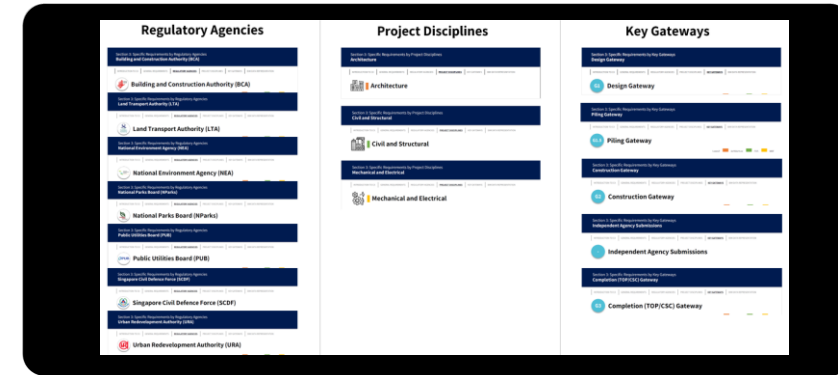 Regulatory Agencies
Section 3: Specific Requirements by Regulatory Agencies
Building and Construction Authority (BCA)
Building and Construction Authority (BCA)
Section 3: Specific Requirements by Regulatory Agencies
Land Transport Authority (LTA)
Land Transport Authority (LTA)
Section 3: Specific Requirements by Regulatory Agencies
National Environment Agency (NEA)
National Environment Agency (NEA)
Section 3: Specific Requirements by Regulatory Agencies
National Parks Board (NParks)
National Parks Board (NParks)
Section 3: Specific Requirements by Regulatory Agencies
Public Utilities Board (PUB)
Public Utilities Board (PUB)
Section 3: Specific Requirements by Regulatory Agencies
Singapore Civil Defence Force (SCDF)
Singapore Civil Defence Force (SCDF)
Section 3: Specific Requirements by Regulatory Agencies
Urban Redevelopment Authority (URA)
Urban Redevelopment Authority (URA)
Project Disciplines
Section 3: Specific Requirements by Project Disciplines
Architecture
Architecture
Section 3: Specific Requirements by Project Disciplines
Civil and Structural
Civil and Structural
Section 3: Specific Requirements by Project Disciplines
Mechanical and Electrical
Mechanical and Electrical
Key Gateways
Section 3: Specific Requirements by Key Gateways
Design Gateway
Design Gateway
Section 3: Specific Requirements by Key Gateways
Piling Gateway
Piling Gateway
Section 3: Specific Requirements by Key Gateways
Construction Gateway
Construction Gateway
Section 3: Specific Requirements by Key Gateways
Independent Agency Submissions
Independent Agency Submissions
Section 3: Specific Requirements by Key Gateways
Completion (TOP/CSC) Gateway
Completion (TOP/CSC) Gateway